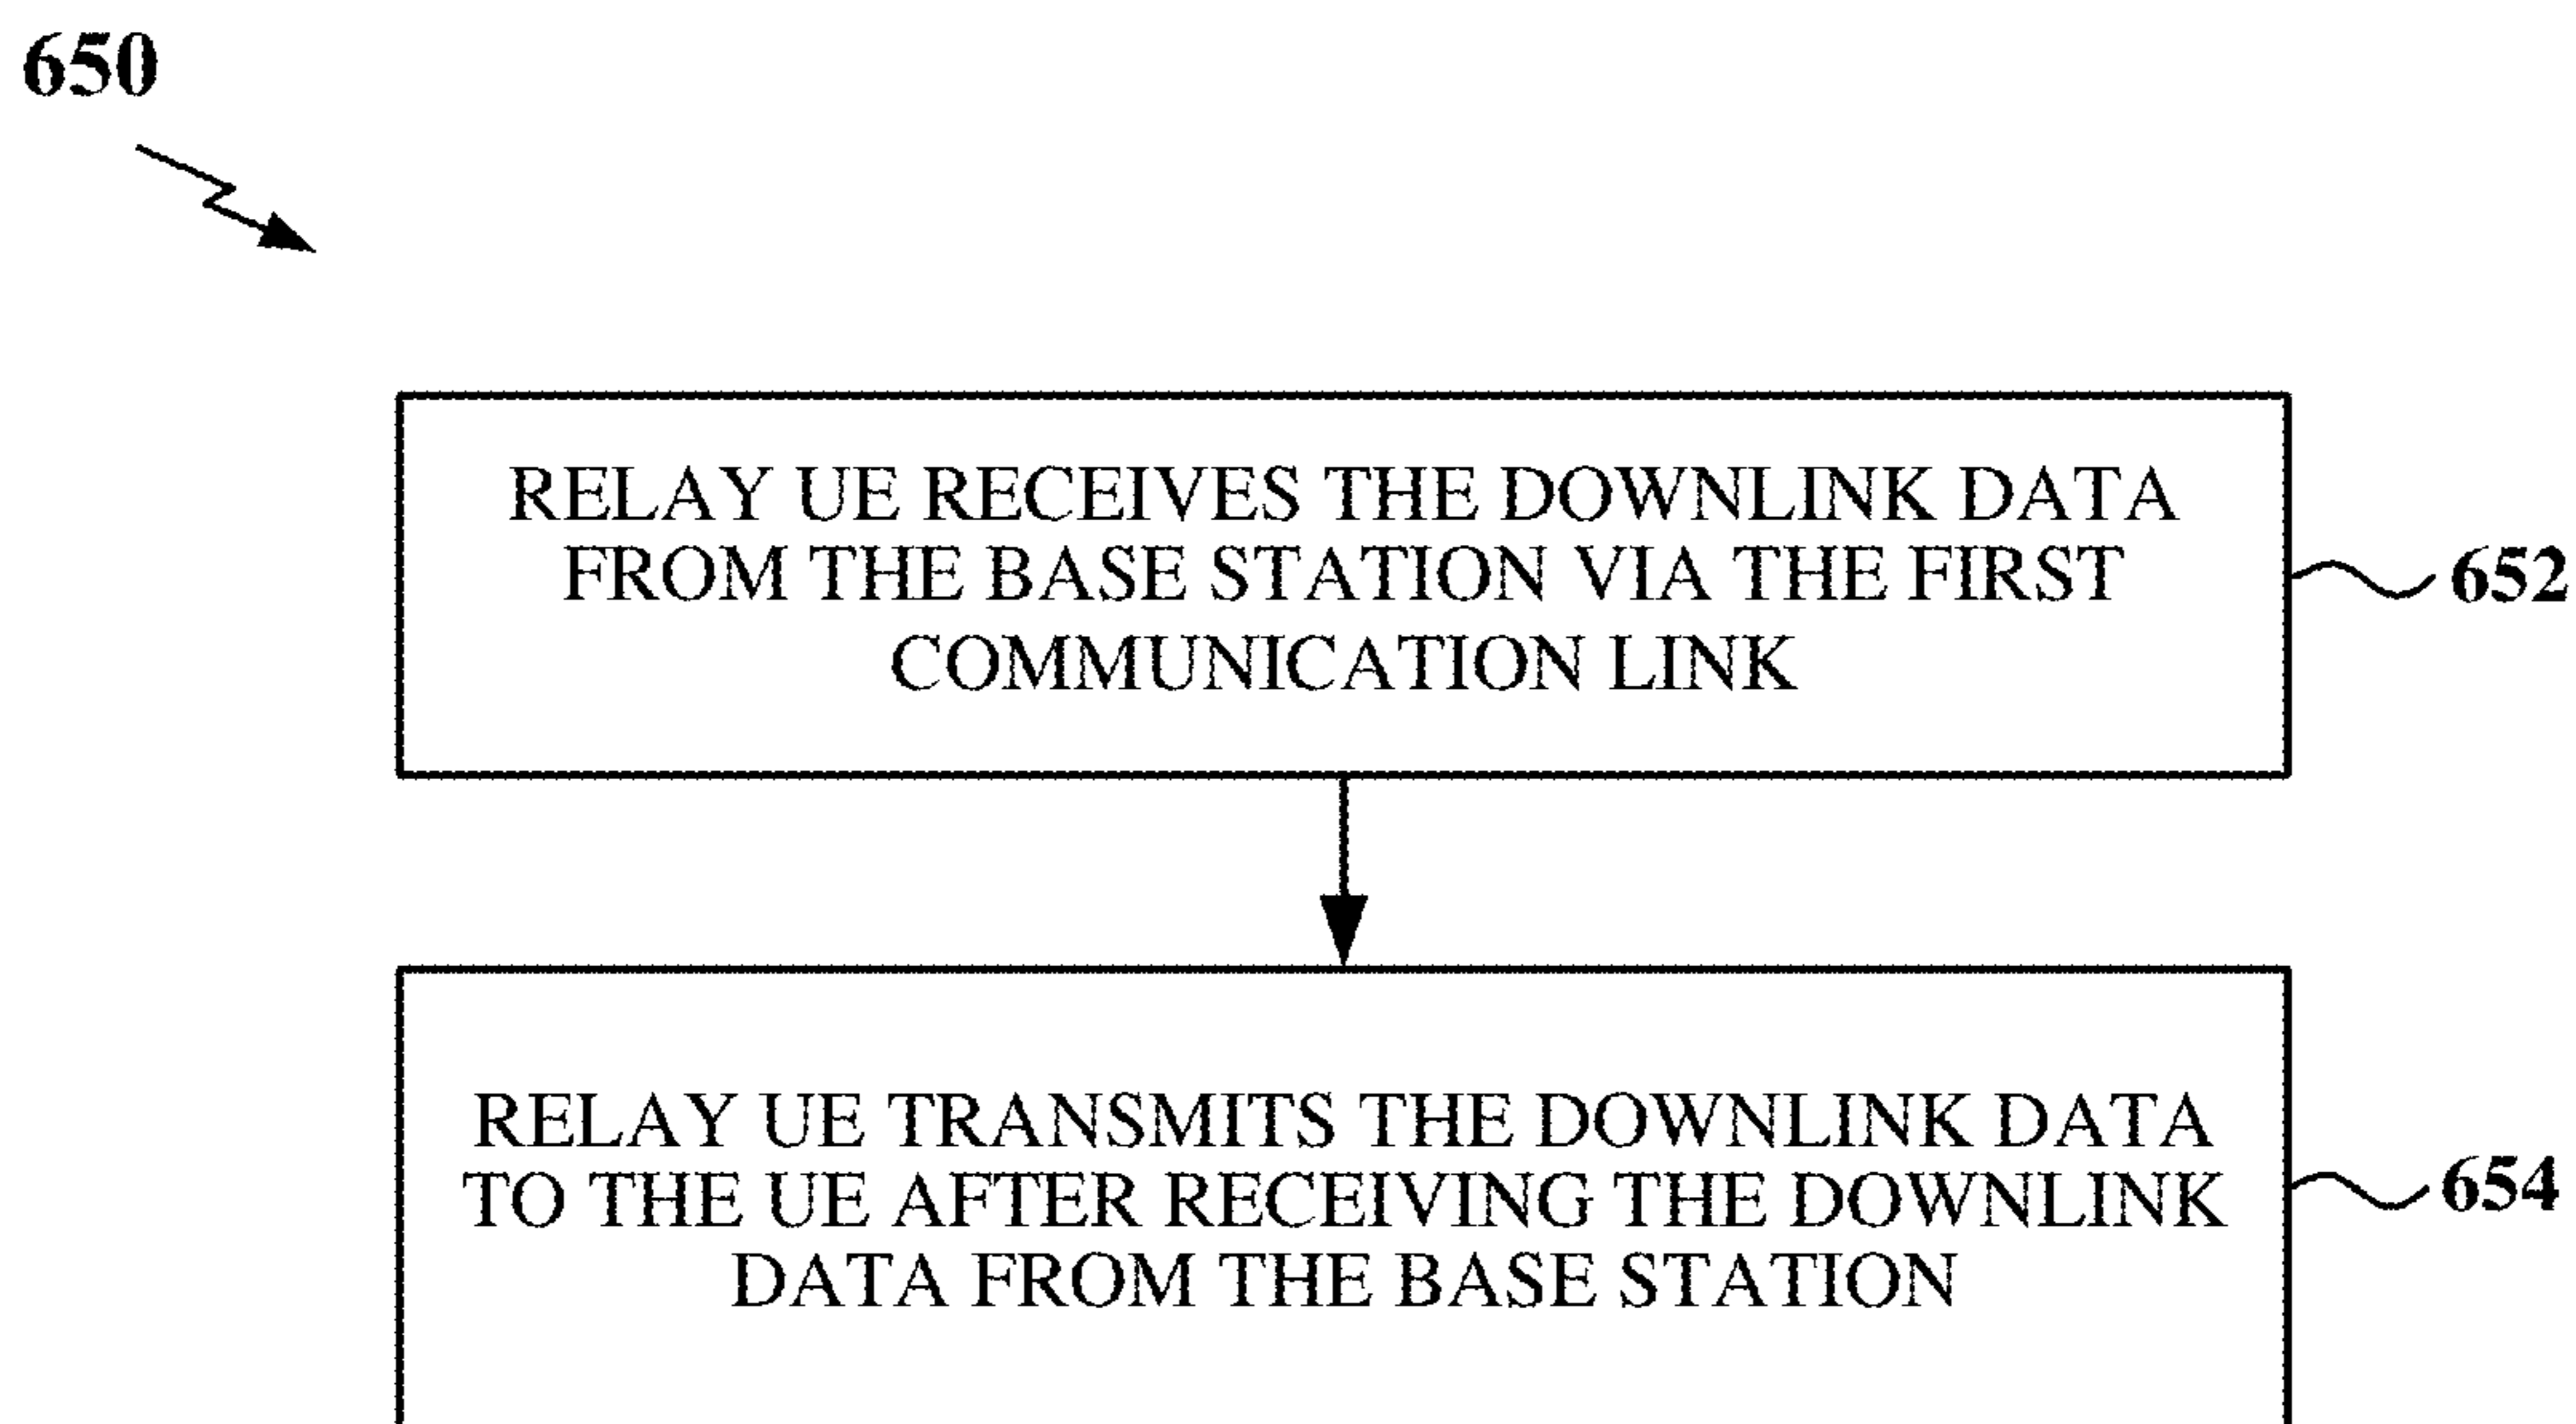 650
RELAY UE RECEIVES THE DOWNLINK DATA
FROM THE BASE STATION VIA THE FIRST
COMMUNICATION LINK
652
RELAY UE TRANSMITS THE DOWNLINK DATA
TO THE UE AFTER RECEIVING THE DOWNLINK
DATA FROM THE BASE STATION
654